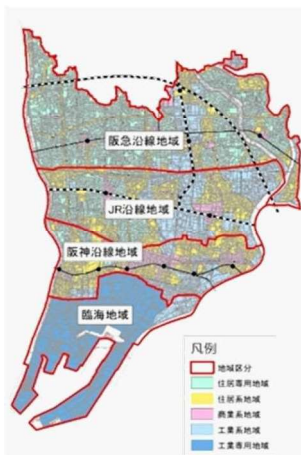 阪急沿線地域
JR沿線地域
阪神沿線地域
臨海地域
凡例
地域区分
住居専用地域
住居系地域
商業系地域
工業系地域
工業専用地域